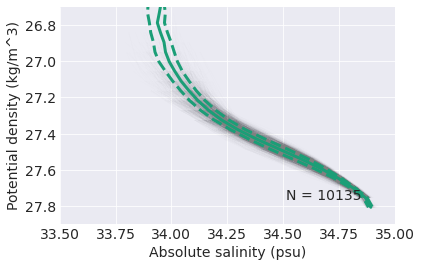 Potential density (kg/m^3)
26.8
27.0
27.2
27.4
27.6
27.8
N = 10135
33.50 33.75 34.00 34.25 34.50 34.75 35.00
Absolute salinity (psu)